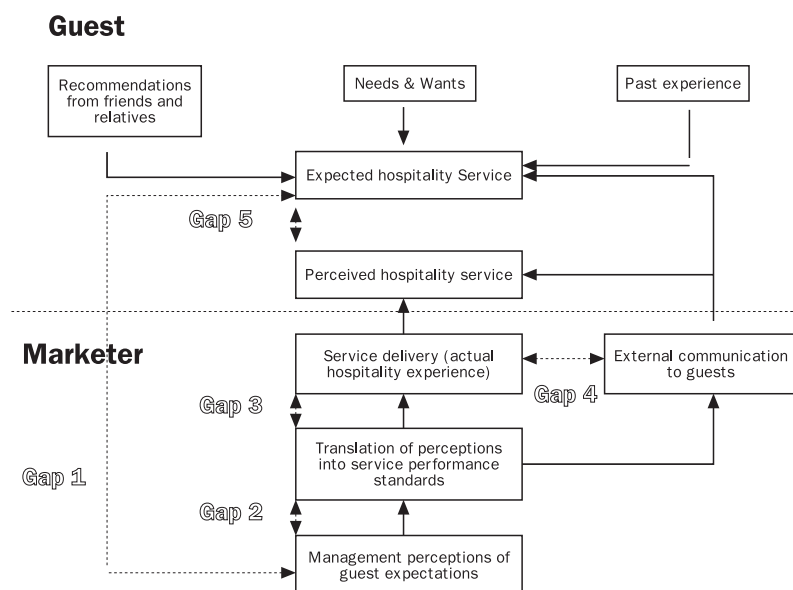 Guest
Recommendations
from friends and
relatives
Needs & Wants
Past experience
Expected hospitality Service
Gap 5
Perceived hospitality service
Marketer
Service delivery (actual
hospitality experience)
External communication
to guests
Gap 4
Gap 3
Translation of perceptions
into service performance
standards
Gap 1
Gap 2
Management perceptions of
guest expectations